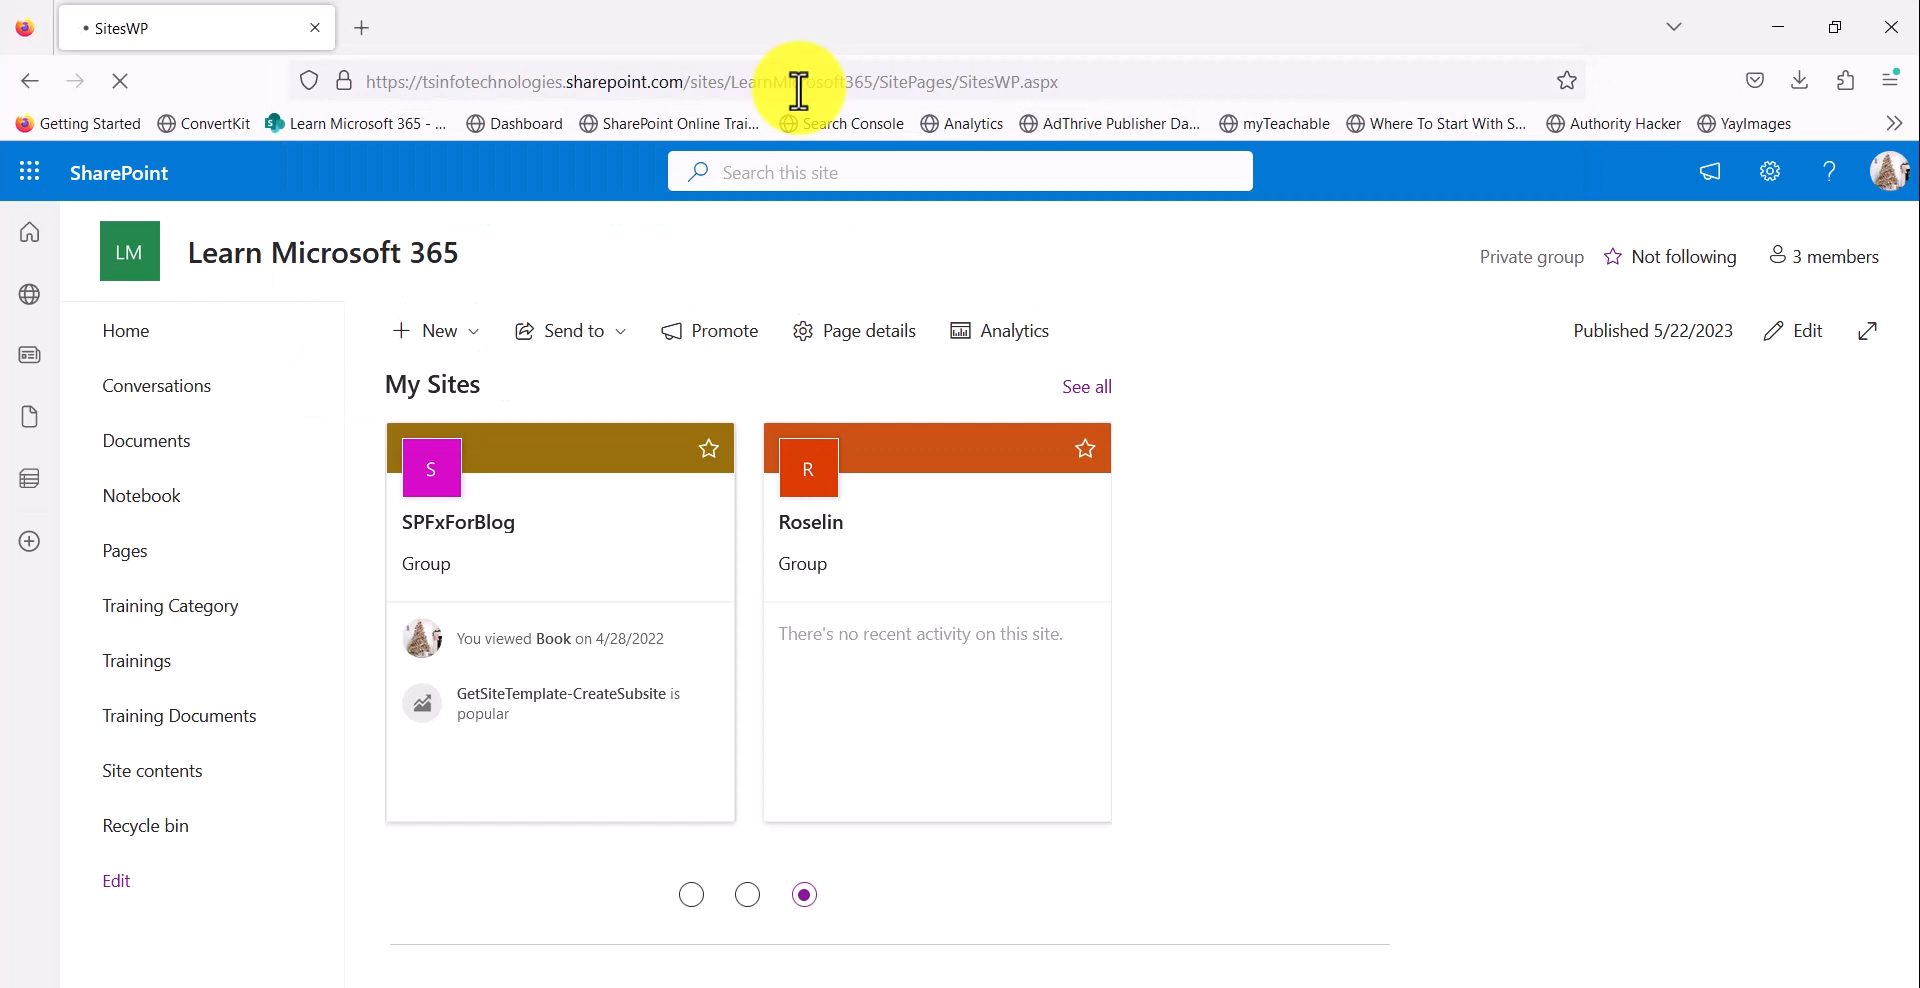 SitesWP
https://tsinfotechnologies.sharepoint.com/sites/LearnMicrosoft365/SitePages/SitesWP.aspx
Getting Started ConvertKit Learn Microsoft 365 - ... Dashboard SharePoint Online Trai... Search Console Analytics AdThrive Publisher Da... myTeachable Where To Start With S... Authority Hacker YayImages
SharePoint Search this site
LM Learn Microsoft 365
Private group Not following 3 members
Home
Conversations
Documents
Notebook
Pages
Training Category
Trainings
Training Documents
Site contents
Recycle bin
Edit
New Send to Promote Page details Analytics Published 5/22/2023 Edit
My Sites See all
S
SPFxForBlog
Group
You viewed Book on 4/28/2022
GetSiteTemplate-CreateSubsite is
popular
R
Roselin
Group
There's no recent activity on this site.